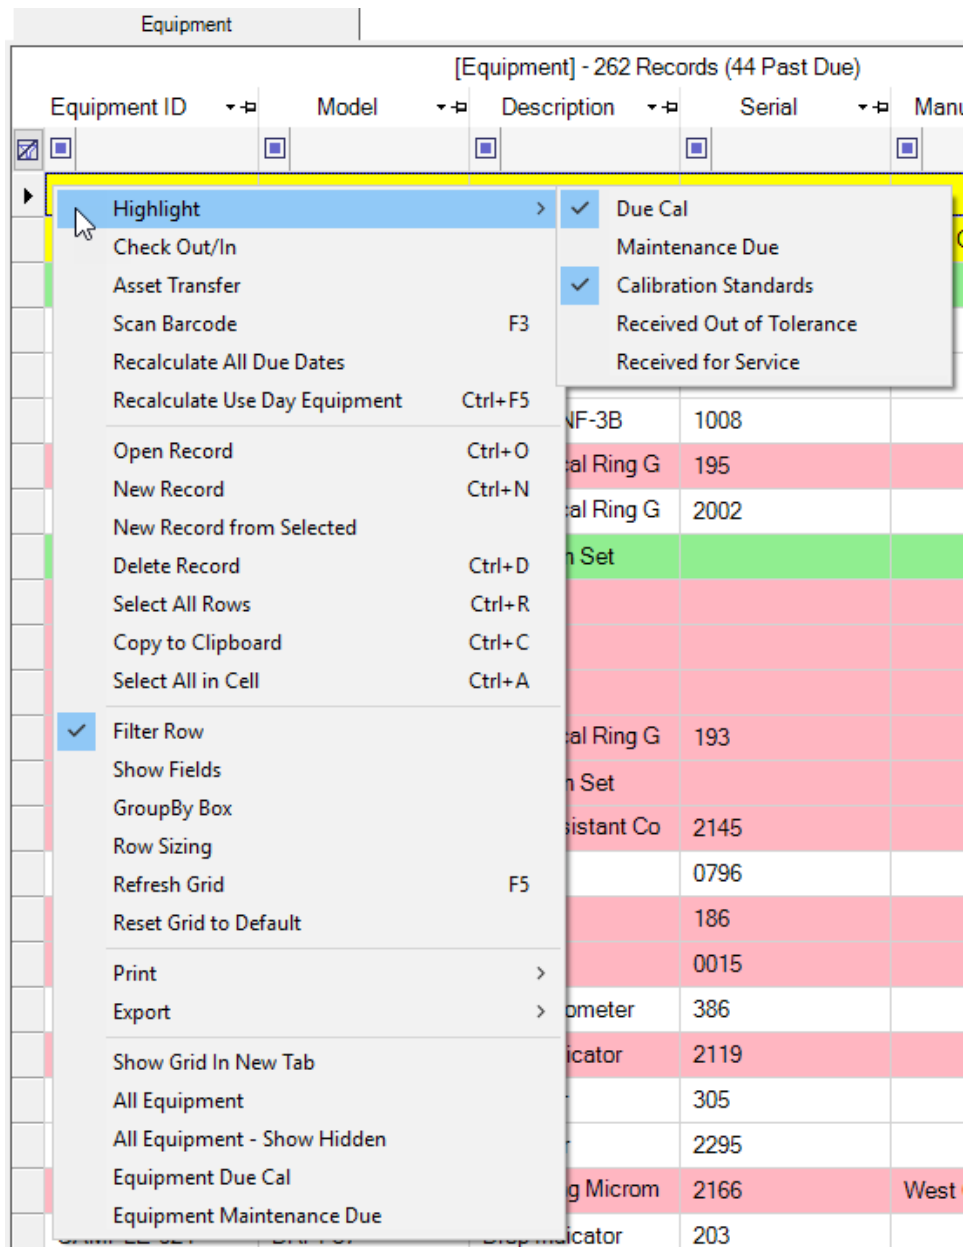 Equipment
[Equipment] - 262 Records (44 Past Due)
Equipment ID Model Description Serial
Highlight
Check Out/In
Asset Transfer
Scan Barcode F3
Recalculate All Due Dates
Recalculate Use Day Equipment Ctrl+F5
Open Record Ctrl+O
New Record Ctrl+N
New Record from Selected
Delete Record Ctrl+D
Select All Rows Ctrl+R
Copy to Clipboard Ctrl+C
Select All in Cell Ctrl+A
Filter Row
Show Fields
GroupBy Box
Row Sizing
Refresh Grid F5
Reset Grid to Default
Print
Export
Show Grid In New Tab
All Equipment
All Equipment - Show Hidden
Equipment Due Cal
Equipment Maintenance Due
Due Cal
Maintenance Due
Calibration Standards
Received Out of Tolerance
Received for Service
NF-3B 1008
cal Ring G 195
cal Ring G 2002
Set
cal Ring G 193
Set
sistant Co 2145
0796
186
0015
ometer 386
icator 2119
305
2295
g Microm 2166 West
icator 203